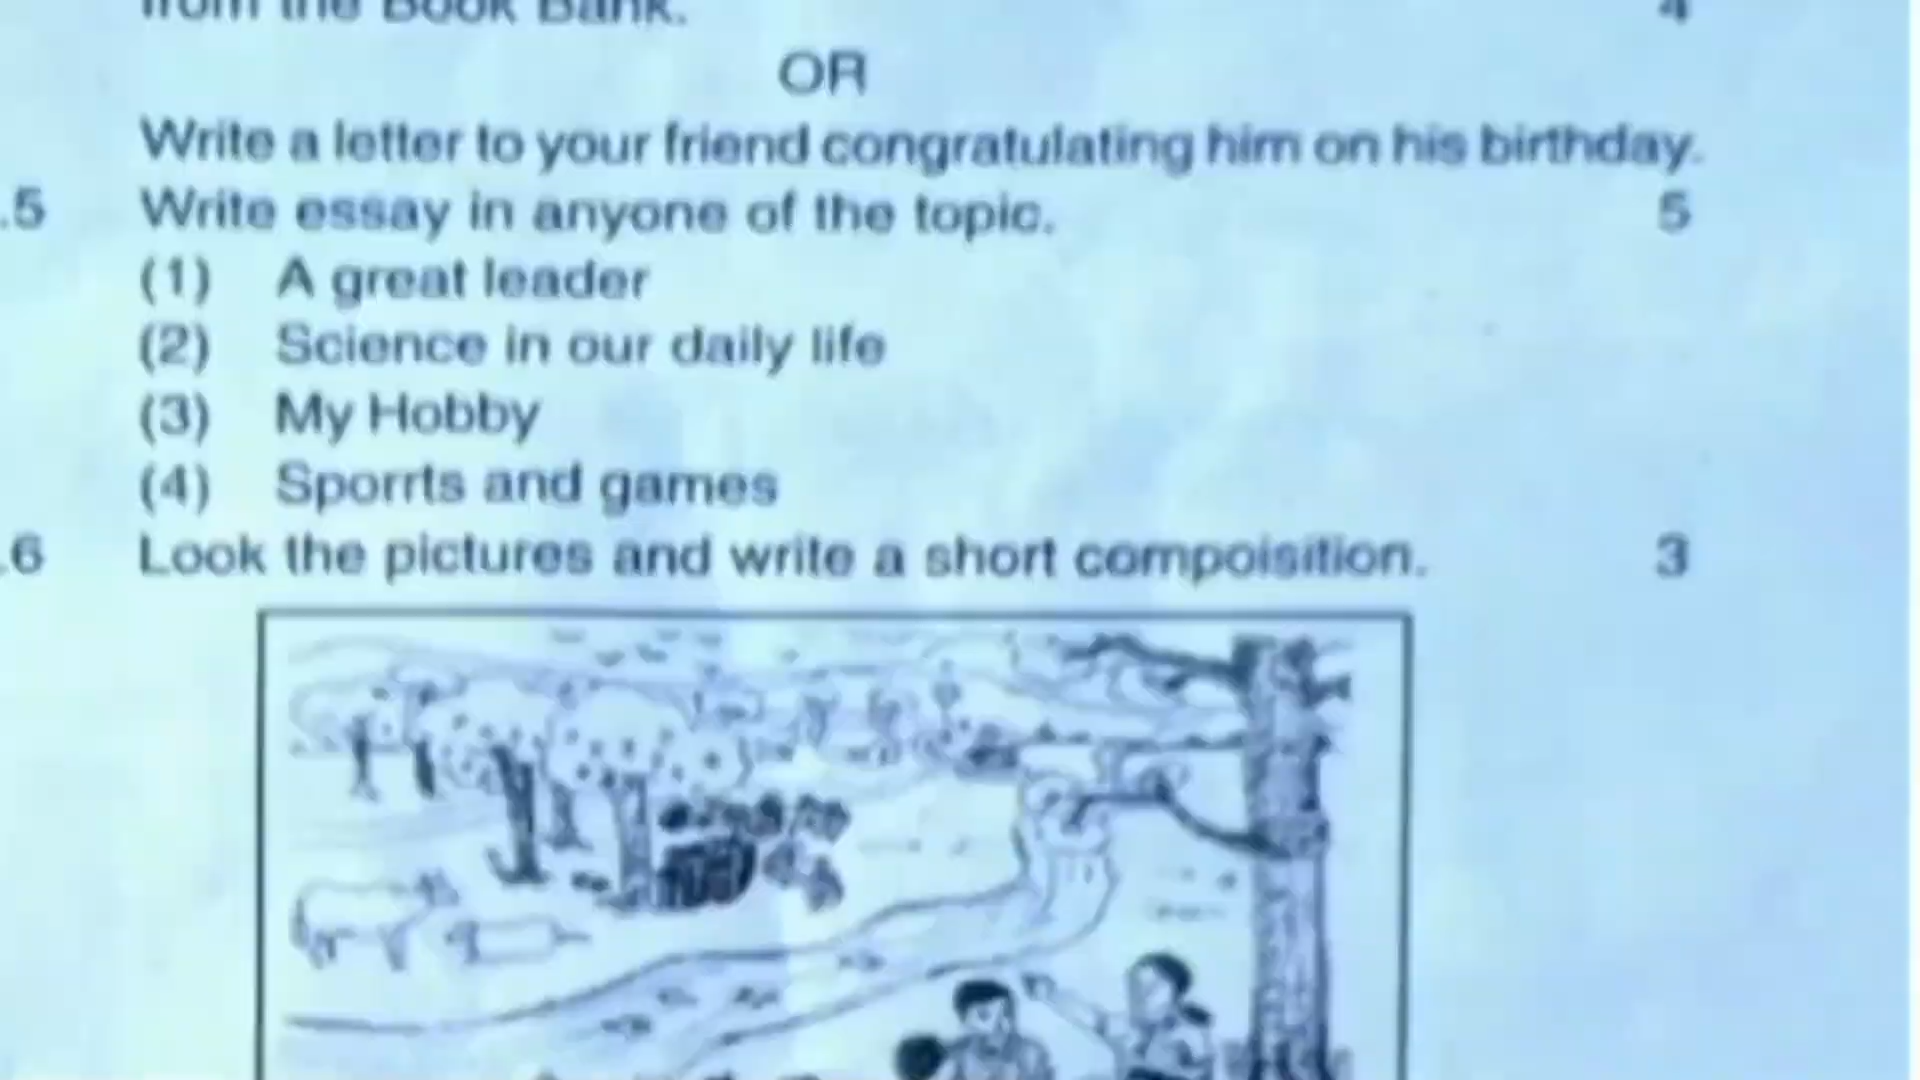 from the Book Bank. 4
OR
Write a letter to your friend congratulating him on his birthday.
.5 Write essay in anyone of the topic. 5
(1) A great leader
(2) Science in our daily life
(3) My Hobby
(4) Sporrts and games
.6 Look the pictures and write a short compoisition. 3